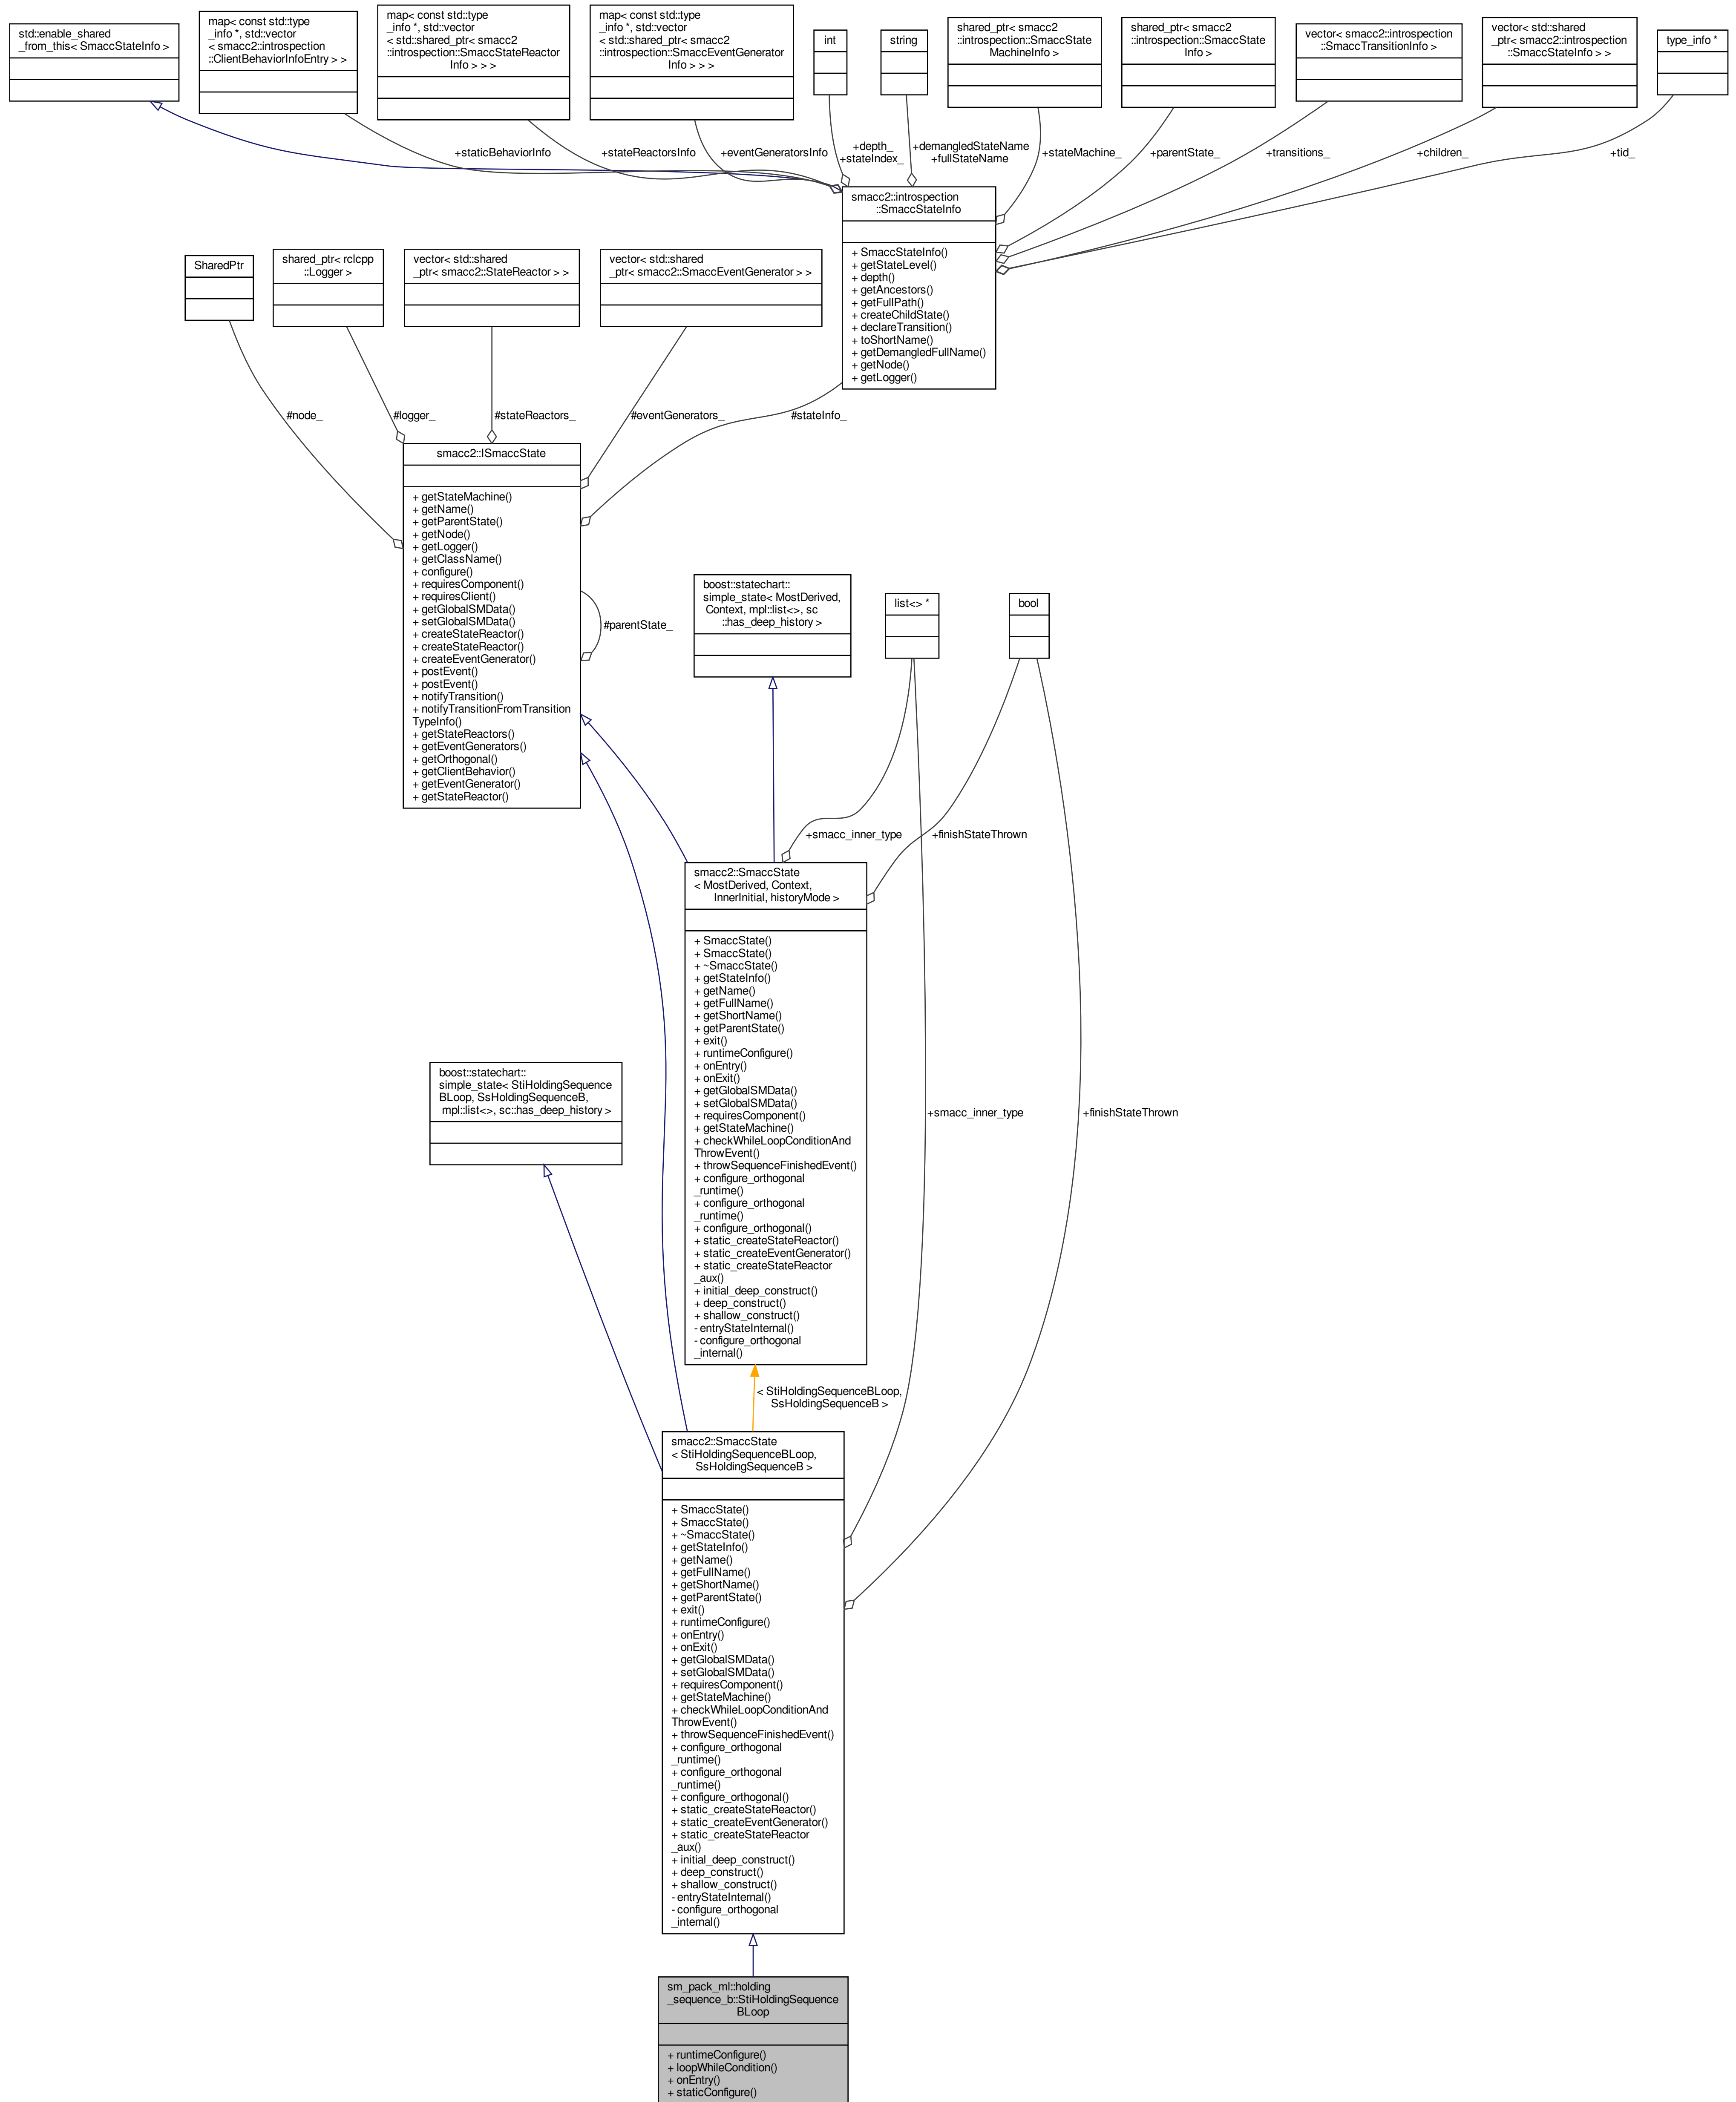 std::enable_shared
_from_this< SmaccStateInfo >
map< const std::type
_info *, std::vector
< smacc2::introspection
::ClientBehaviorInfoEntry > >
map< const std::type
_info *, std::vector
< std::shared_ptr< smacc2
::introspection::SmaccStateReactor
Info > > >
map< const std::type
_info *, std::vector
< std::shared_ptr< smacc2
::introspection::SmaccEventGenerator
Info > > >
int
string
shared_ptr< smacc2
::introspection::SmaccState
MachineInfo >
shared_ptr< smacc2
::introspection::SmaccState
Info >
vector< smacc2::introspection
::SmaccTransitionInfo >
vector< std::shared
_ptr< smacc2::introspection
::SmaccStateInfo > >
type_info *
+staticBehaviorInfo
+stateReactorsInfo
+eventGeneratorsInfo
+depth_
+stateIndex_
+demangledStateName
+fullStateName
+stateMachine_
+parentState_
+transitions_
+children_
+tid_
smacc2::introspection
::SmaccStateInfo
+ SmaccStateInfo()
+ getStateLevel()
+ depth()
+ getAncestors()
+ getFullPath()
+ createChildState()
+ declareTransition()
+ toShortName()
+ getDemangledFullName()
+ getNode()
+ getLogger()
SharedPtr
shared_ptr< rclcpp
::Logger >
vector< std::shared
_ptr< smacc2::StateReactor > >
vector< std::shared
_ptr< smacc2::SmaccEventGenerator > >
#node_
#logger_
#stateReactors_
#eventGenerators_
#stateInfo_
smacc2::ISmaccState
+ getStateMachine()
+ getName()
+ getParentState()
+ getNode()
+ getLogger()
+ getClassName()
+ configure()
+ requiresComponent()
+ requiresClient()
+ getGlobalSMData()
+ setGlobalSMData()
+ createStateReactor()
+ createStateReactor()
+ createEventGenerator()
+ postEvent()
+ postEvent()
+ notifyTransition()
+ notifyTransitionFromTransition
TypeInfo()
+ getStateReactors()
+ getEventGenerators()
+ getOrthogonal()
+ getClientBehavior()
+ getEventGenerator()
+ getStateReactor()
#parentState_
boost::statechart::
simple_state< MostDerived,
Context, mpl::list<>, sc
::has_deep_history >
list<> *
bool
+smacc_inner_type
+finishStateThrown
smacc2::SmaccState
< MostDerived, Context,
InnerInitial, historyMode >
+ SmaccState()
+ SmaccState()
+ ~SmaccState()
+ getStateInfo()
+ getName()
+ getFullName()
+ getShortName()
+ getParentState()
+ exit()
+ runtimeConfigure()
+ onEntry()
+ onExit()
+ getGlobalSMData()
+ setGlobalSMData()
+ requiresComponent()
+ getStateMachine()
+ checkWhileLoopConditionAnd
ThrowEvent()
+ throwSequenceFinishedEvent()
+ configure_orthogonal
_runtime()
+ configure_orthogonal
_runtime()
+ configure_orthogonal()
+ static_createStateReactor()
+ static_createEventGenerator()
+ static_createStateReactor
_aux()
+ initial_deep_construct()
+ deep_construct()
+ shallow_construct()
- entryStateInternal()
- configure_orthogonal
_internal()
boost::statechart::
simple_state< StiHoldingSequence
BLoop, SsHoldingSequenceB,
mpl::list<>, sc::has_deep_history >
+smacc_inner_type
+finishStateThrown
< StiHoldingSequenceBLoop,
SsHoldingSequenceB >
smacc2::SmaccState
< StiHoldingSequenceBLoop,
SsHoldingSequenceB >
+ SmaccState()
+ SmaccState()
+ ~SmaccState()
+ getStateInfo()
+ getName()
+ getFullName()
+ getShortName()
+ getParentState()
+ exit()
+ runtimeConfigure()
+ onEntry()
+ onExit()
+ getGlobalSMData()
+ setGlobalSMData()
+ requiresComponent()
+ getStateMachine()
+ checkWhileLoopConditionAnd
ThrowEvent()
+ throwSequenceFinishedEvent()
+ configure_orthogonal
_runtime()
+ configure_orthogonal
_runtime()
+ configure_orthogonal()
+ static_createStateReactor()
+ static_createEventGenerator()
+ static_createStateReactor
_aux()
+ initial_deep_construct()
+ deep_construct()
+ shallow_construct()
- entryStateInternal()
- configure_orthogonal
_internal()
sm_pack_ml::holding
_sequence_b::StiHoldingSequence
BLoop
+ runtimeConfigure()
+ loopWhileCondition()
+ onEntry()
+ staticConfigure()